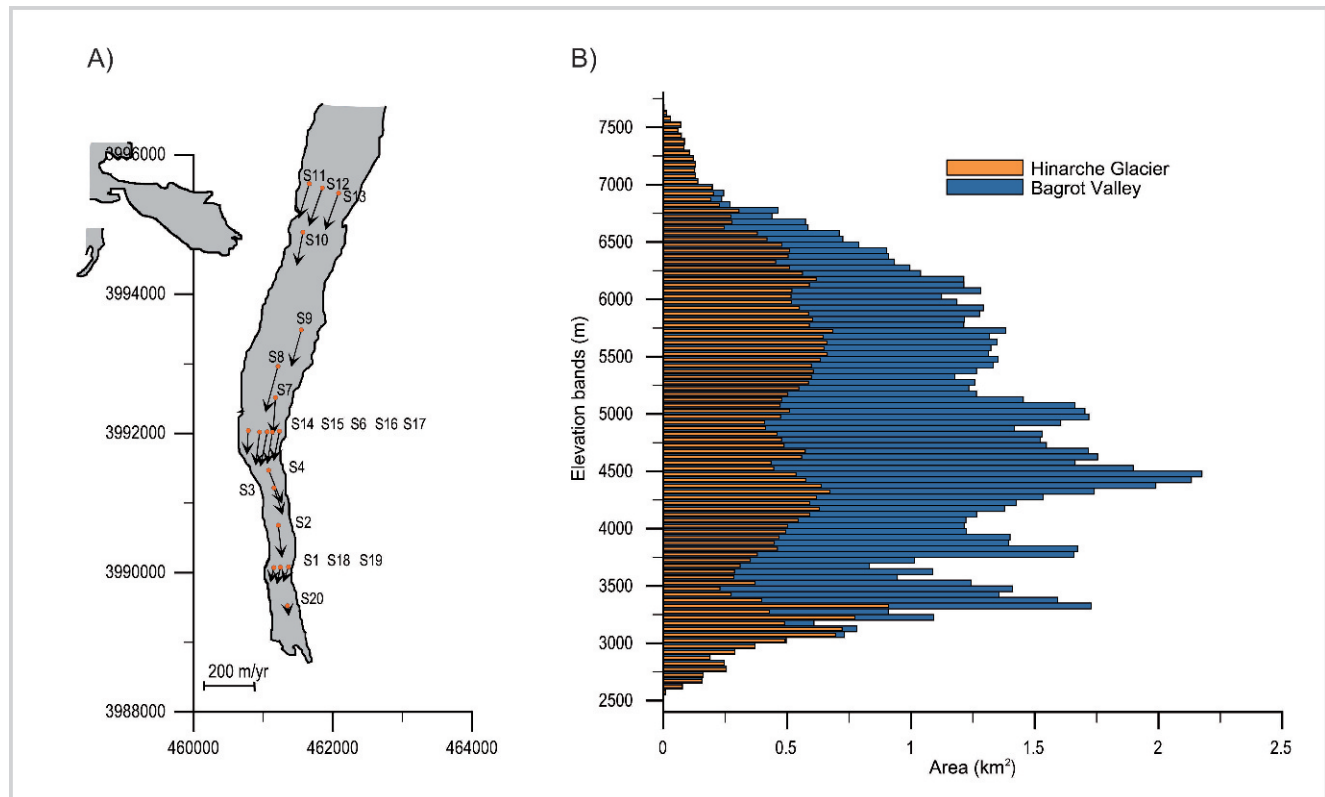 A)
B)
3996000
3994000
3992000
3990000
3988000
460000
462000
464000
S11
S12
S13
S10
S9
S8
S7
S14 S15 S6 S16 S17
S4
S3
S2
S1 S18 S19
S20
200 m/yr
7500
7000
6500
6000
5500
5000
4500
4000
3500
3000
2500
Elevation bands (m)
Hinarche Glacier
Bagrot Valley
0
0.5
1
1.5
2
2.5
Area (km²)